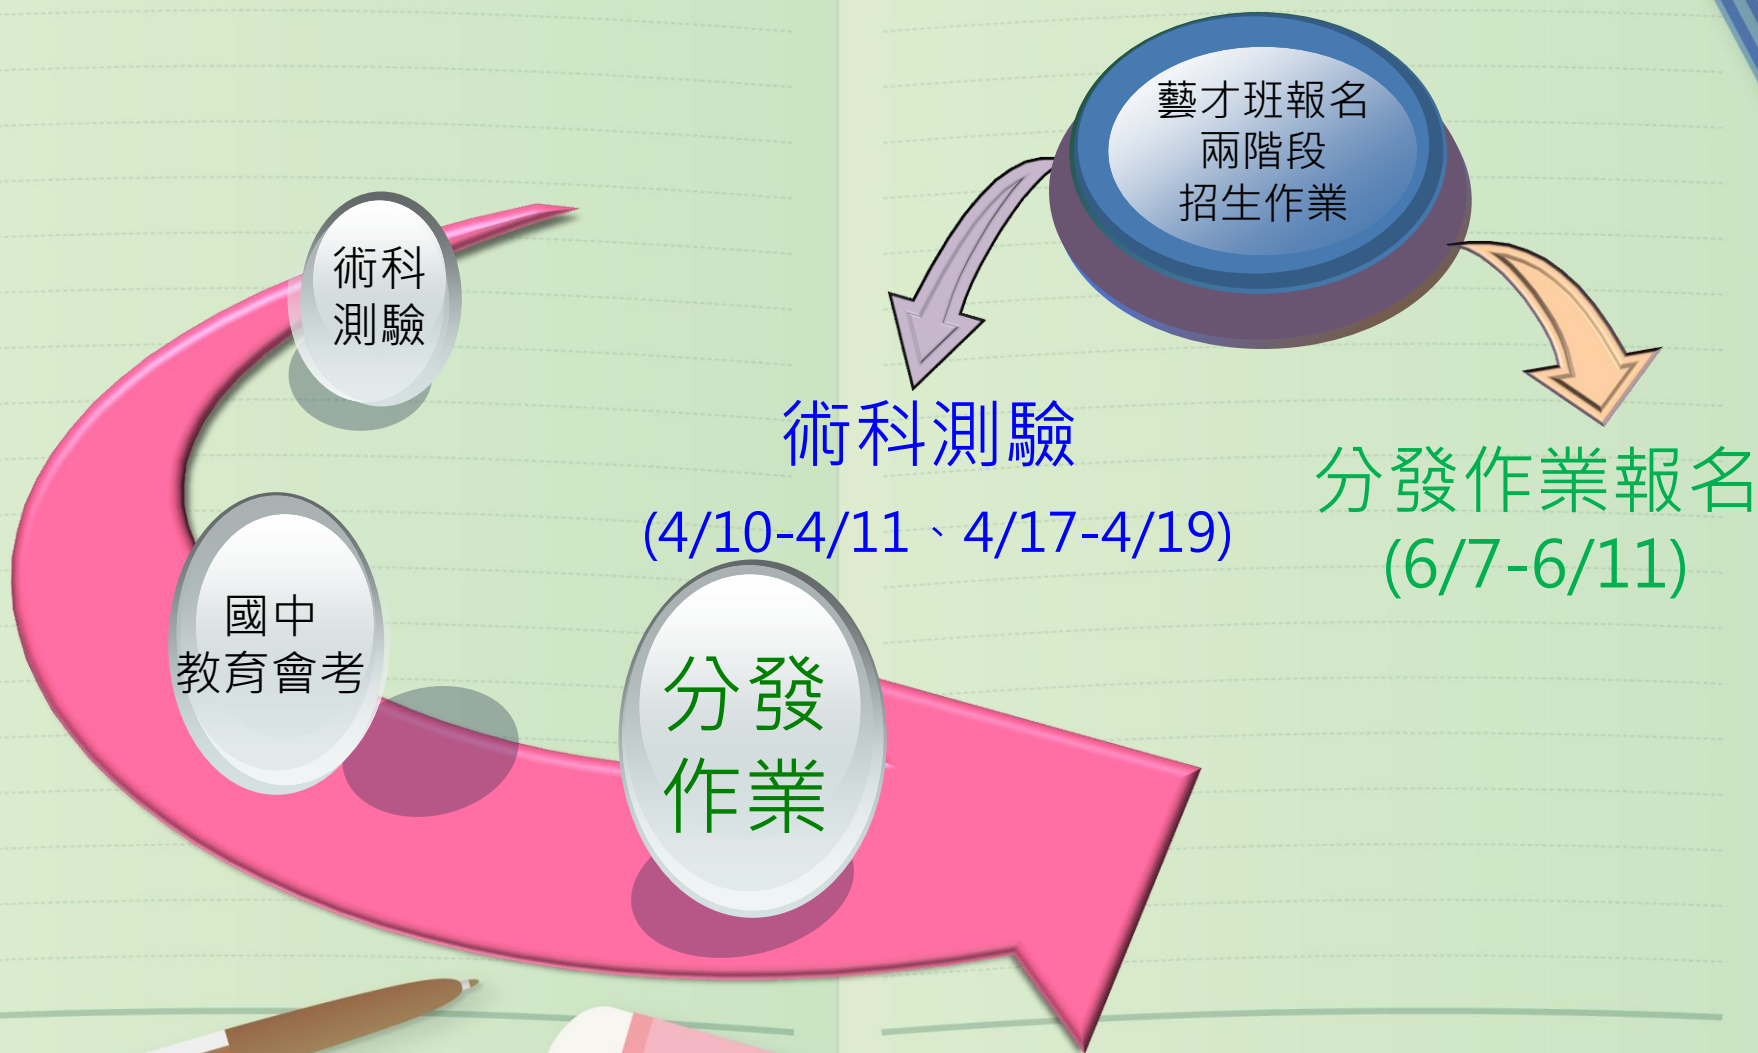 藝才班報名
兩階段
招生作業
術科
測驗
術科測驗
(4/10-4/11、4/17-4/19)
分發作業報名
(6/7-6/11)
國中
教育會考
分發
作業